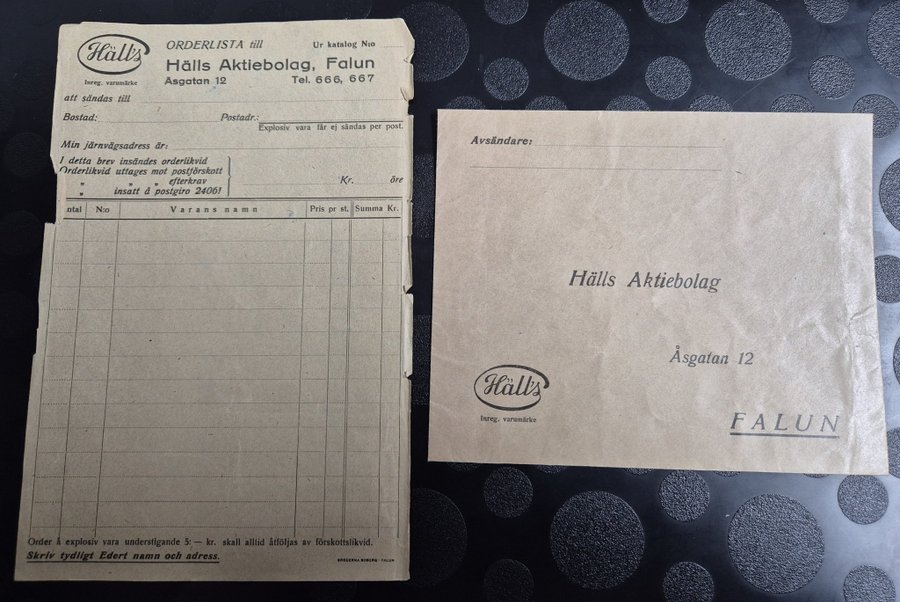 Hälls
Inreg. varumärke
ORDERLISTA till
Ur katalog N:o
Hälls Aktiebolag, Falun
Åsgatan 12
Tel. 666, 667
att sändas till
Bostad:
Postadr.:
Explosiv vara får ej sändas per post.
Min järnvägsadress är:
I detta brev insändes orderlikvid
Orderlikvid uttages mot postförskott
„ „ „ efterkrav
„ insatt å postgiro 24061
Kr. öre
ntal N:o Varans namn Pris pr st. Summa Kr.
Order å explosiv vara understigande 5:— kr. skall alltid åtföljas av förskottslikvid.
Skriv tydligt Edert namn och adress.
Avsändare:
Hälls Aktiebolag
Åsgatan 12
Hälls
Inreg. varumärke
FALUN